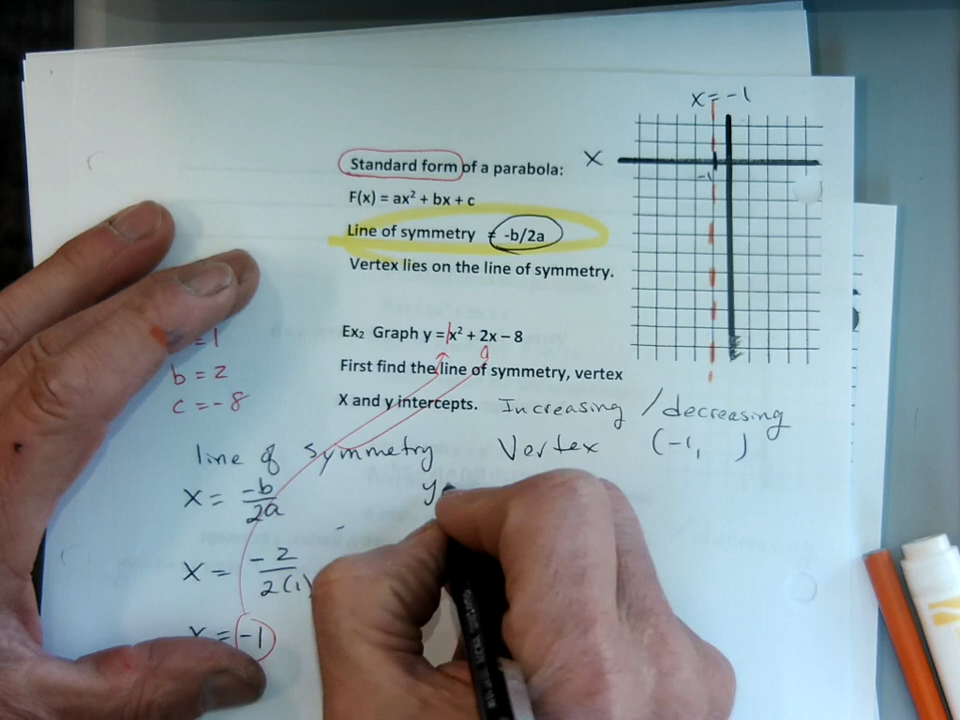 x = -1
Standard form of a parabola:
X
F(x) = ax² + bx + c
-1
Line of symmetry = -b/2a
Vertex lies on the line of symmetry.
Ex2 Graph y = 1x² + 2x – 8
= 1
First find the line of symmetry, vertex
b = 2
X and y intercepts. Increasing / decreasing
c = -8
line of symmetry Vertex (-1, )
x = -b/2a
y
x = -2/2(1)
x = -1